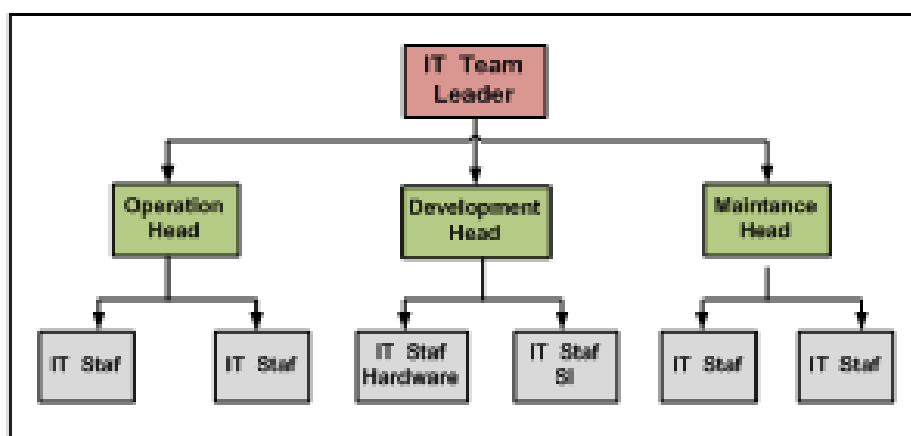 IT Team
Leader
Operation
Head
Development
Head
Maintance
Head
IT Staf
IT Staf
IT Staf
Hardware
IT Staf
SI
IT Staf
IT Staf